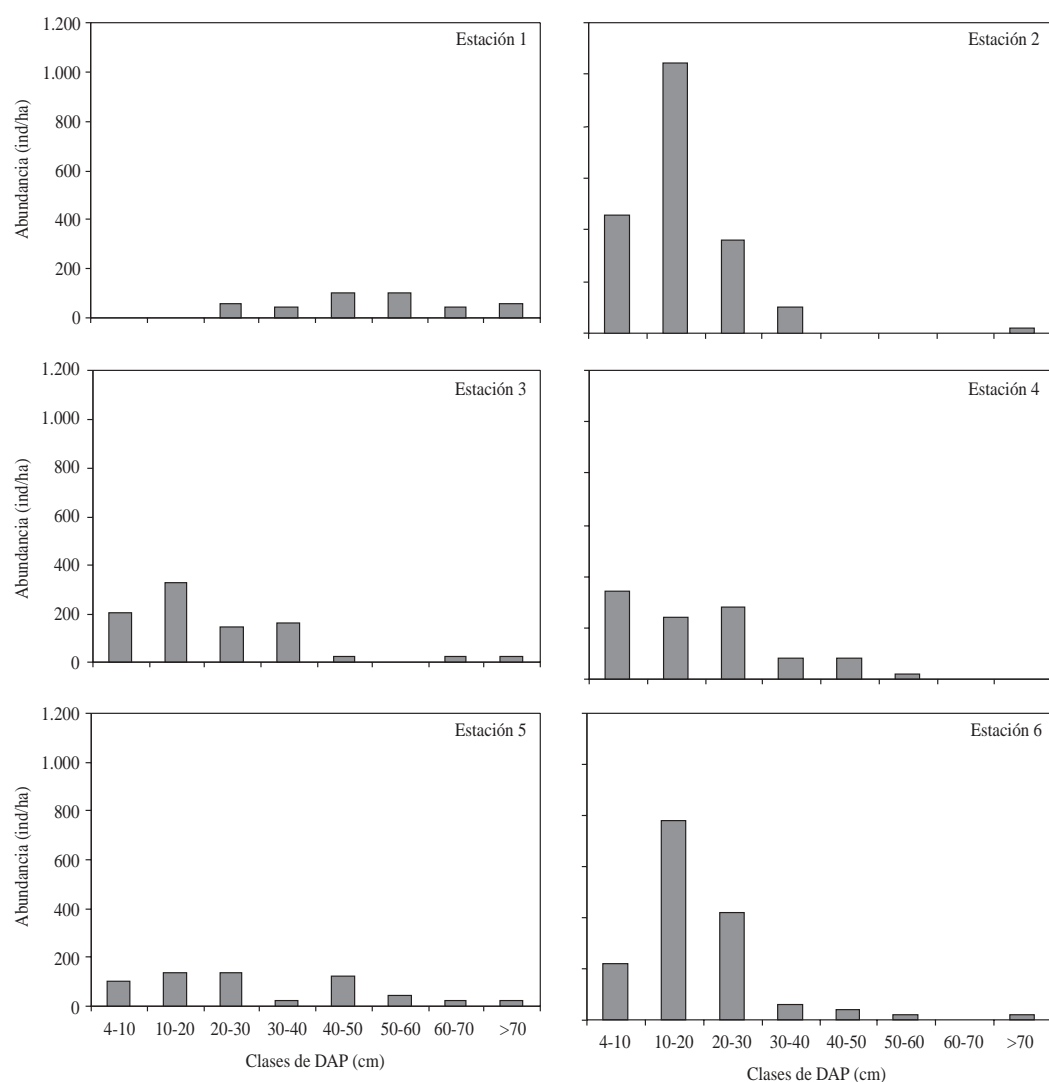 1.200
1.000
800
600
400
200
0
Abundancia (ind/ha)
Estación 1
Estación 2
1.200
1.000
800
600
400
200
0
Abundancia (ind/ha)
Estación 3
Estación 4
1.200
1.000
800
600
400
200
0
Abundancia (ind/ha)
Estación 5
4-10 10-20 20-30 30-40 40-50 50-60 60-70 >70
Clases de DAP (cm)
Estación 6
4-10 10-20 20-30 30-40 40-50 50-60 60-70 >70
Clases de DAP (cm)